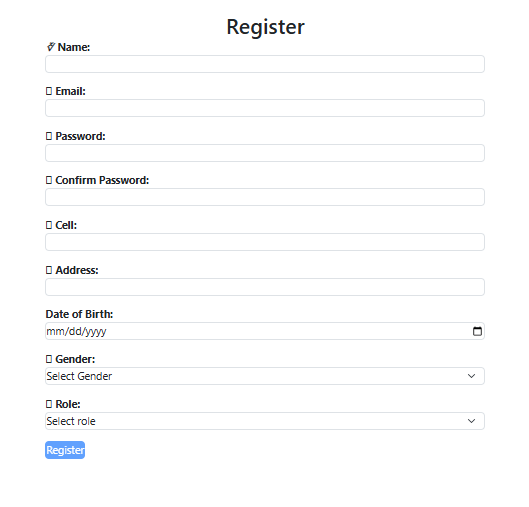 Register
Name:
Email:
Password:
Confirm Password:
Cell:
Address:
Date of Birth:
mm/dd/yyyy
Gender:
Select Gender
Role:
Select role
Register